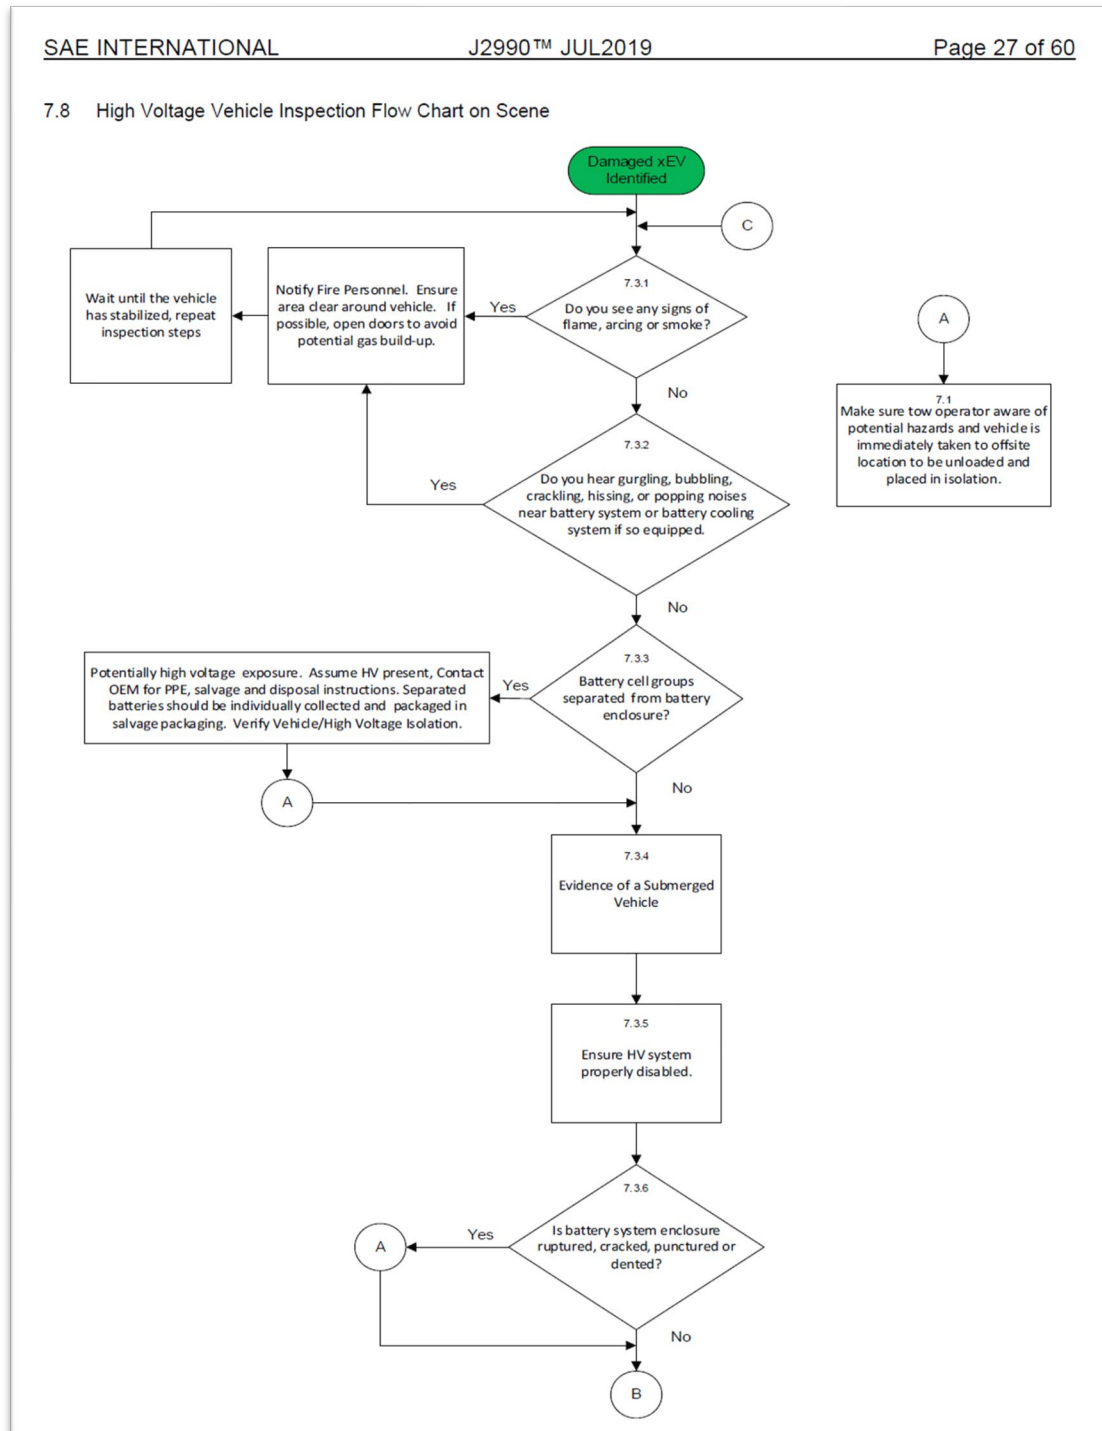 SAE INTERNATIONAL J2990™ JUL2019 Page 27 of 60
7.8 High Voltage Vehicle Inspection Flow Chart on Scene
Damaged xEV
Identified
C
7.3.1
Do you see any signs of
flame, arcing or smoke?
Yes
Notify Fire Personnel. Ensure
area clear around vehicle. If
possible, open doors to avoid
potential gas build-up.
Wait until the vehicle
has stabilized, repeat
inspection steps
No
A
7.1
Make sure tow operator aware of
potential hazards and vehicle is
immediately taken to offsite
location to be unloaded and
placed in isolation.
7.3.2
Do you hear gurgling, bubbling,
crackling, hissing, or popping noises
near battery system or battery cooling
system if so equipped.
Yes
No
7.3.3
Battery cell groups
separated from battery
enclosure?
Yes
Potentially high voltage exposure. Assume HV present, Contact
OEM for PPE, salvage and disposal instructions. Separated
batteries should be individually collected and packaged in
salvage packaging. Verify Vehicle/High Voltage Isolation.
A
No
7.3.4
Evidence of a Submerged
Vehicle
7.3.5
Ensure HV system
properly disabled.
7.3.6
Is battery system enclosure
ruptured, cracked, punctured or
dented?
Yes
A
No
B